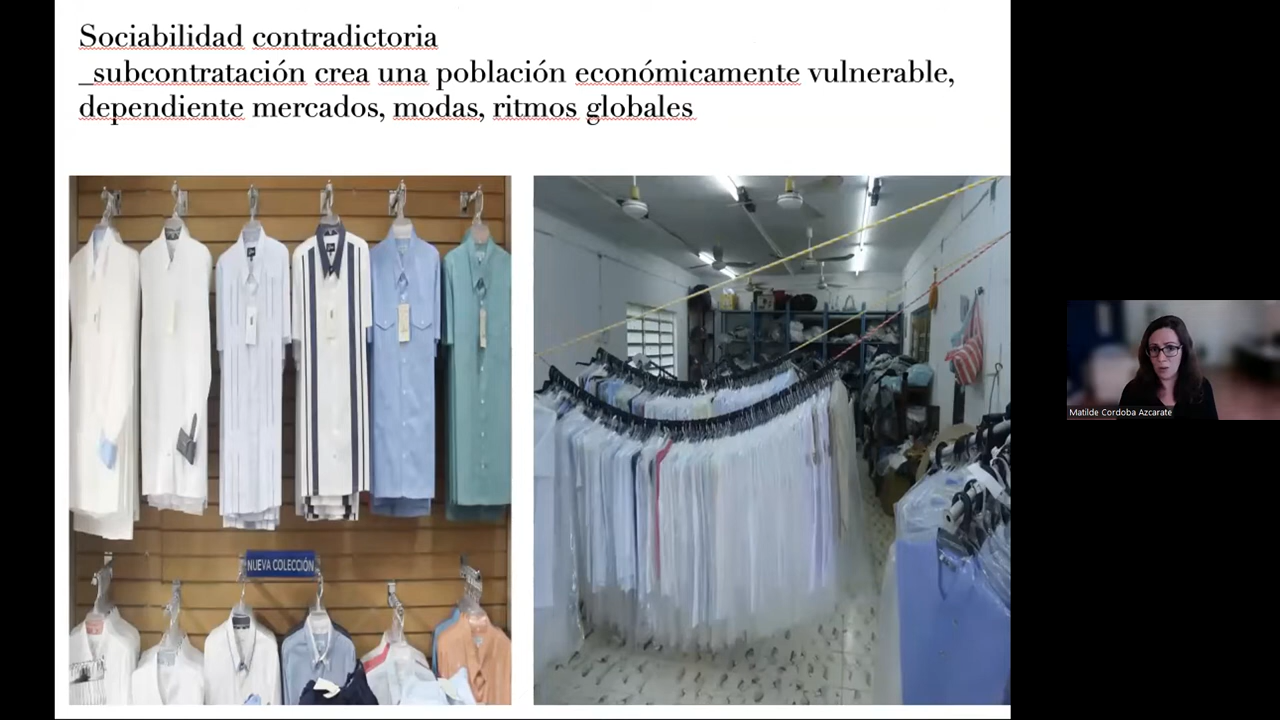 Sociabilidad contradictoria
_subcontratación crea una población económicamente vulnerable,
dependiente mercados, modas, ritmos globales
NUEVA COLECCIÓN
Matilde Cordoba Azcarate